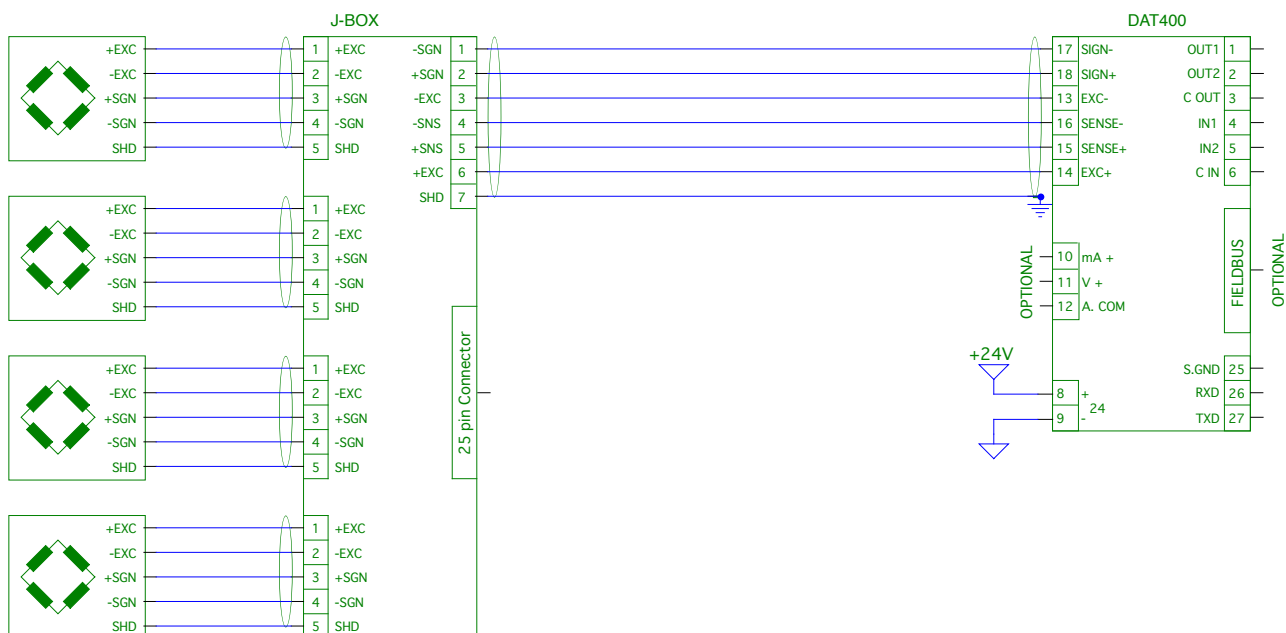 J-BOX DAT400
+EXC 1 +EXC -SGN 1 17 SIGN- OUT1 1
-EXC 2 -EXC +SGN 2 18 SIGN+ OUT2 2
+SGN 3 +SGN -EXC 3 13 EXC- C OUT 3
-SGN 4 -SGN -SNS 4 16 SENSE- IN1 4
SHD 5 SHD +SNS 5 15 SENSE+ IN2 5
+EXC 6 14 EXC+ C IN 6
SHD 7
+EXC 1 +EXC
-EXC 2 -EXC
+SGN 3 +SGN
-SGN 4 -SGN
SHD 5 SHD
OPTIONAL
10 mA +
11 V +
12 A. COM
FIELDBUS
OPTIONAL
25 pin Connector
+24V
+EXC 1 +EXC S.GND 25
-EXC 2 -EXC 8 + RXD 26
24
+SGN 3 +SGN 9 - TXD 27
-SGN 4 -SGN
SHD 5 SHD
+EXC 1 +EXC
-EXC 2 -EXC
+SGN 3 +SGN
-SGN 4 -SGN
SHD 5 SHD